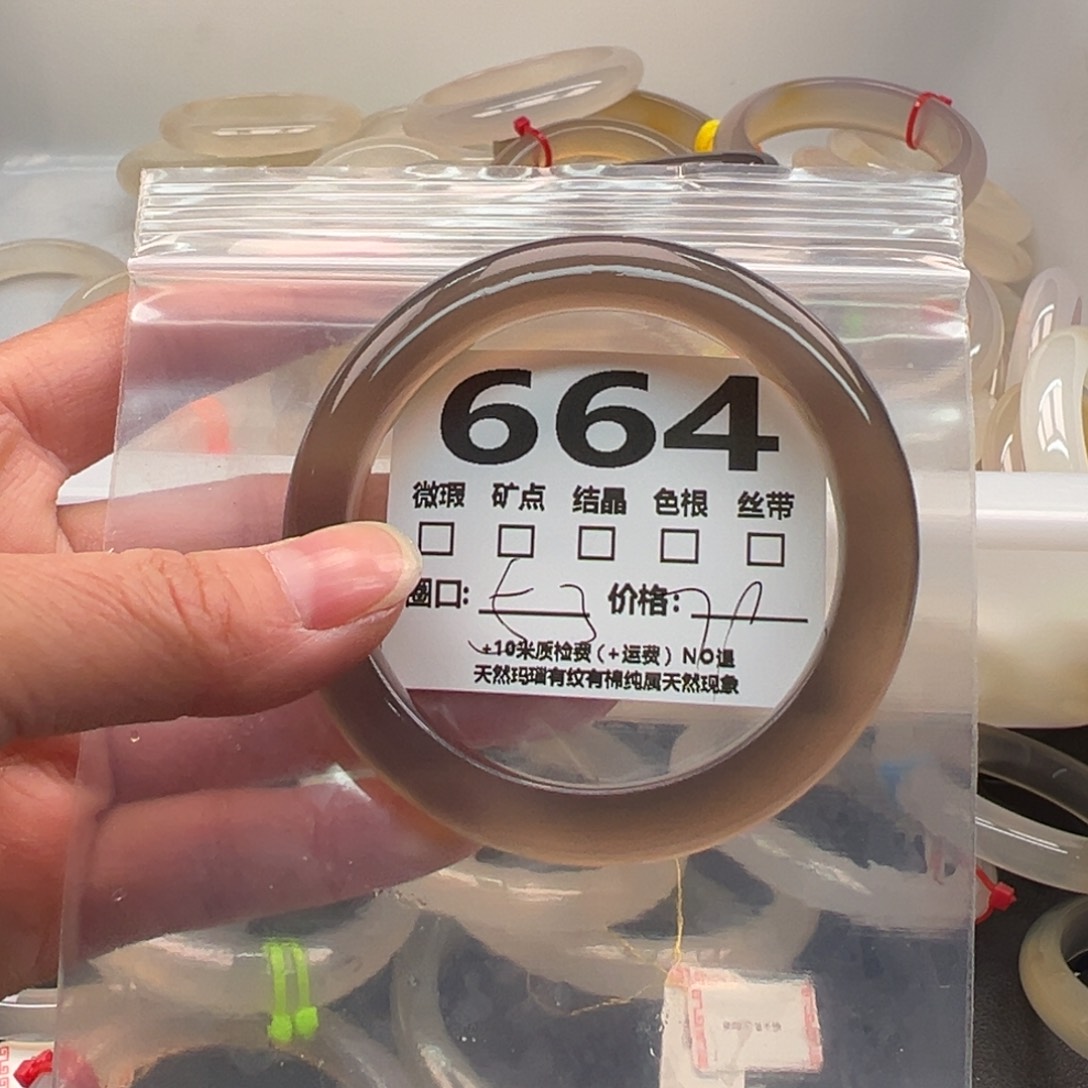 664
微瑕 矿点 结晶 色根 丝带
圈口: 价格:
+10米质检费(+运费)NO退
天然玛瑙有纹有棉纯属天然现象